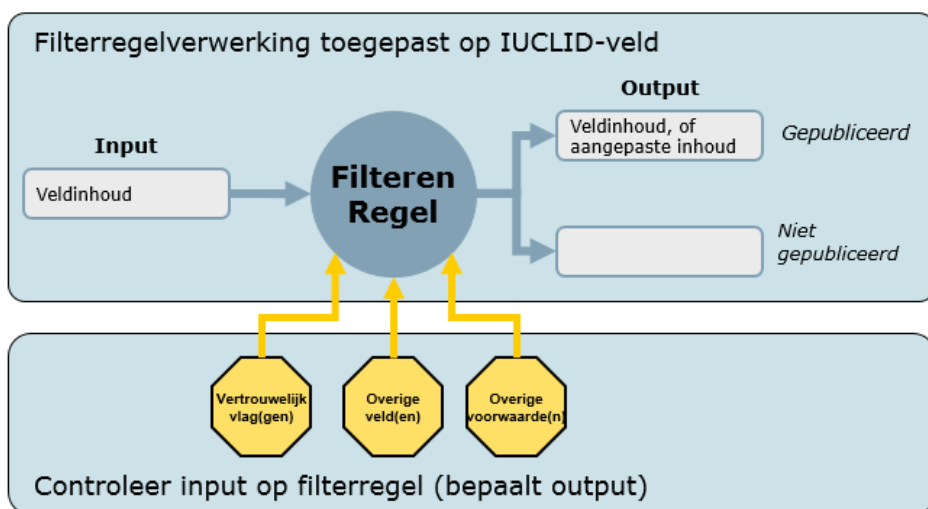 Filterregelverwerking toegepast op IUCLID-veld
Input
Veldinhoud
Filteren
Regel
Output
Veldinhoud, of
aangepaste inhoud
Gepubliceerd
Niet
gepubliceerd
Vertrouwelijk
vlag(gen)
Overige
veld(en)
Overige
voorwaarde(n)
Controleer input op filterregel (bepaalt output)